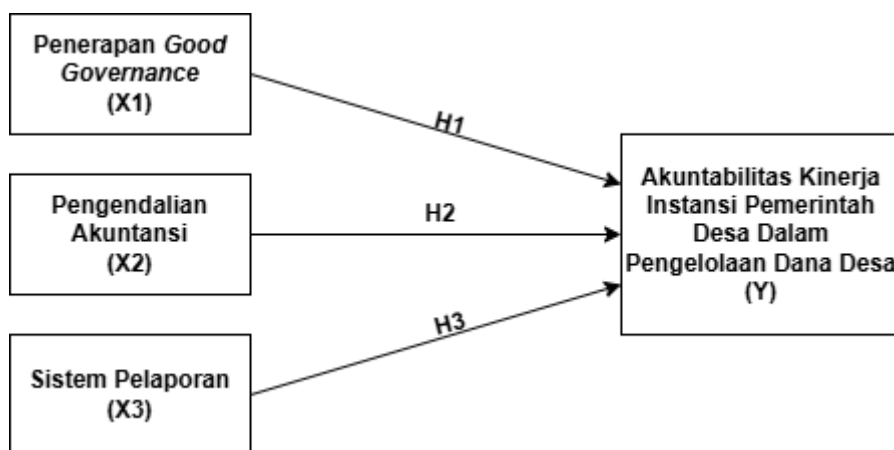 Penerapan Good
Governance
(X1)
H1
Pengendalian
Akuntansi
(X2)
H2
Sistem Pelaporan
(X3)
H3
Akuntabilitas Kinerja
Instansi Pemerintah
Desa Dalam
Pengelolaan Dana Desa
(Y)